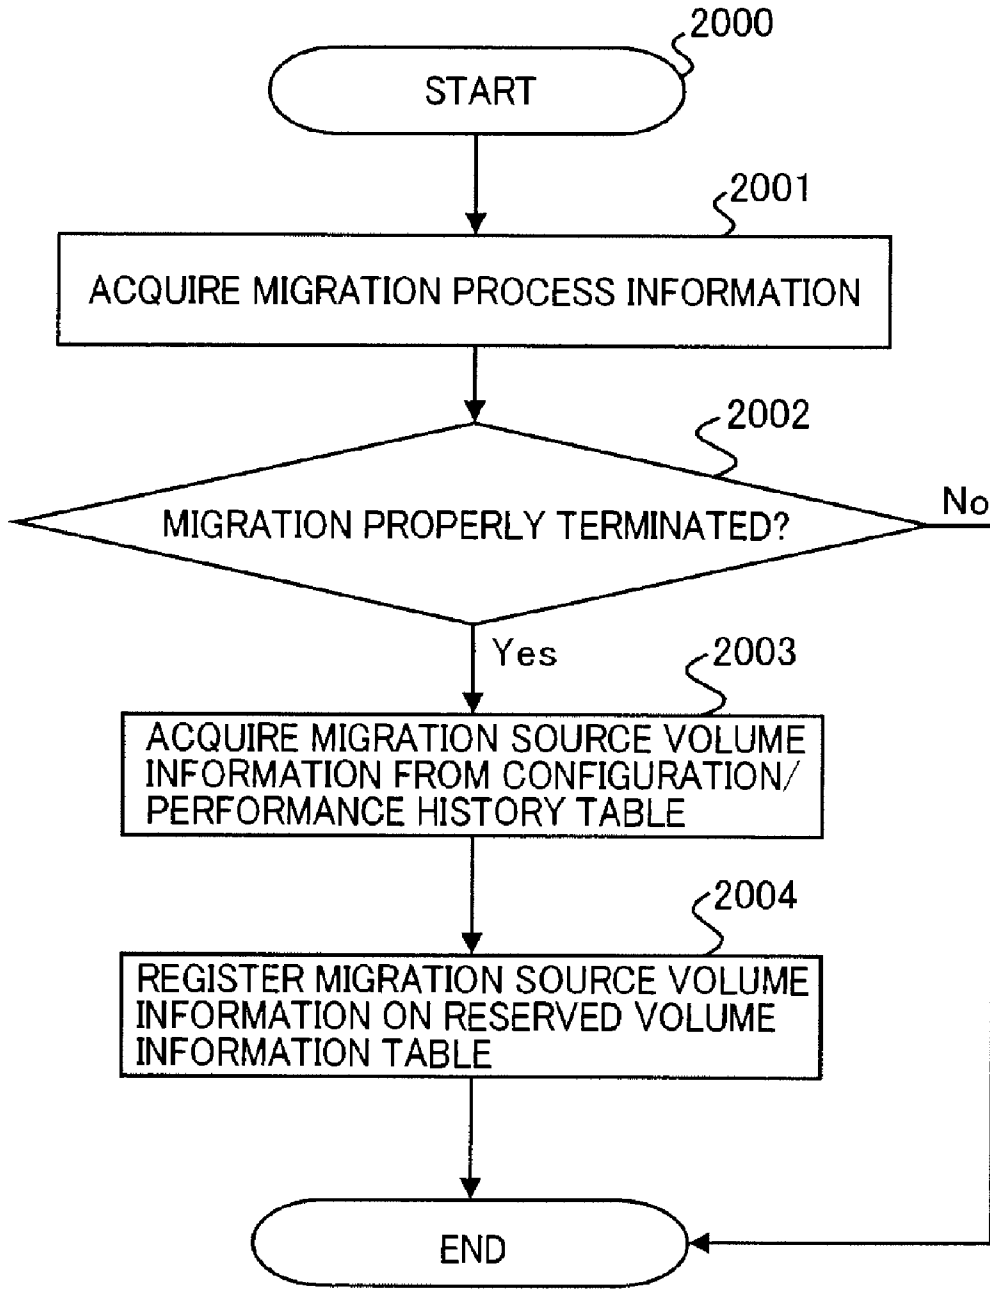 2000
START
2001
ACQUIRE MIGRATION PROCESS INFORMATION
2002
MIGRATION PROPERLY TERMINATED?
No
Yes
2003
ACQUIRE MIGRATION SOURCE VOLUME
INFORMATION FROM CONFIGURATION/
PERFORMANCE HISTORY TABLE
2004
REGISTER MIGRATION SOURCE VOLUME
INFORMATION ON RESERVED VOLUME
INFORMATION TABLE
END